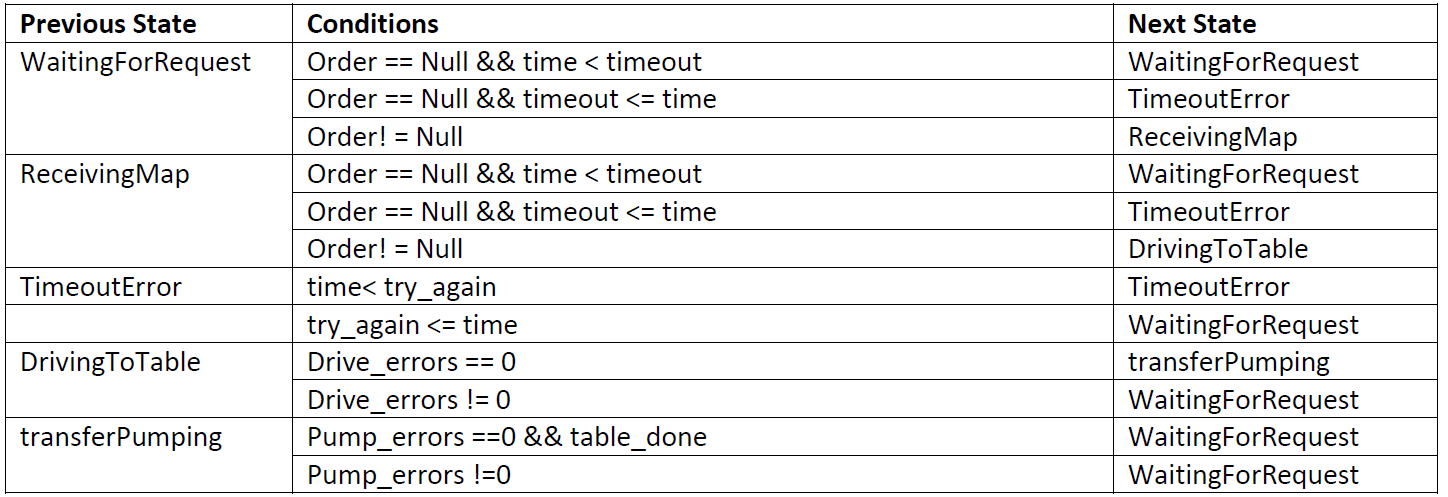 Previous State Conditions Next State
WaitingForRequest Order == Null && time < timeout WaitingForRequest
Order == Null && timeout <= time TimeoutError
Order! = Null ReceivingMap
ReceivingMap Order == Null && time < timeout WaitingForRequest
Order == Null && timeout <= time TimeoutError
Order! = Null DrivingToTable
TimeoutError time< try_again TimeoutError
try_again <= time WaitingForRequest
DrivingToTable Drive_errors == 0 transferPumping
Drive_errors != 0 WaitingForRequest
transferPumping Pump_errors ==0 && table_done WaitingForRequest
Pump_errors !=0 WaitingForRequest